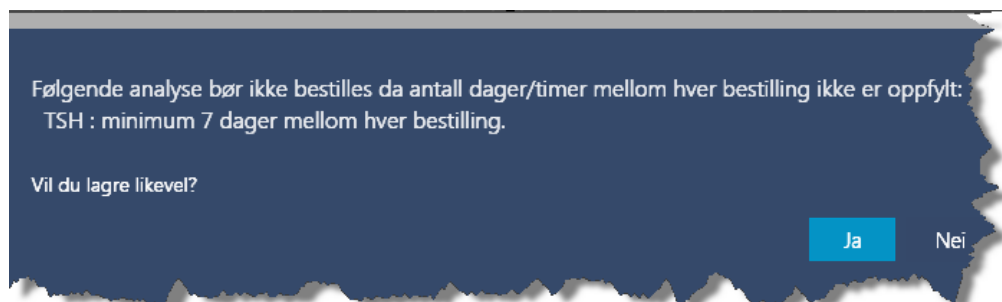 Følgende analyse bør ikke bestilles da antall dager/timer mellom hver bestilling ikke er oppfylt:
TSH : minimum 7 dager mellom hver bestilling.
Vil du lagre likevel?
Ja Nei